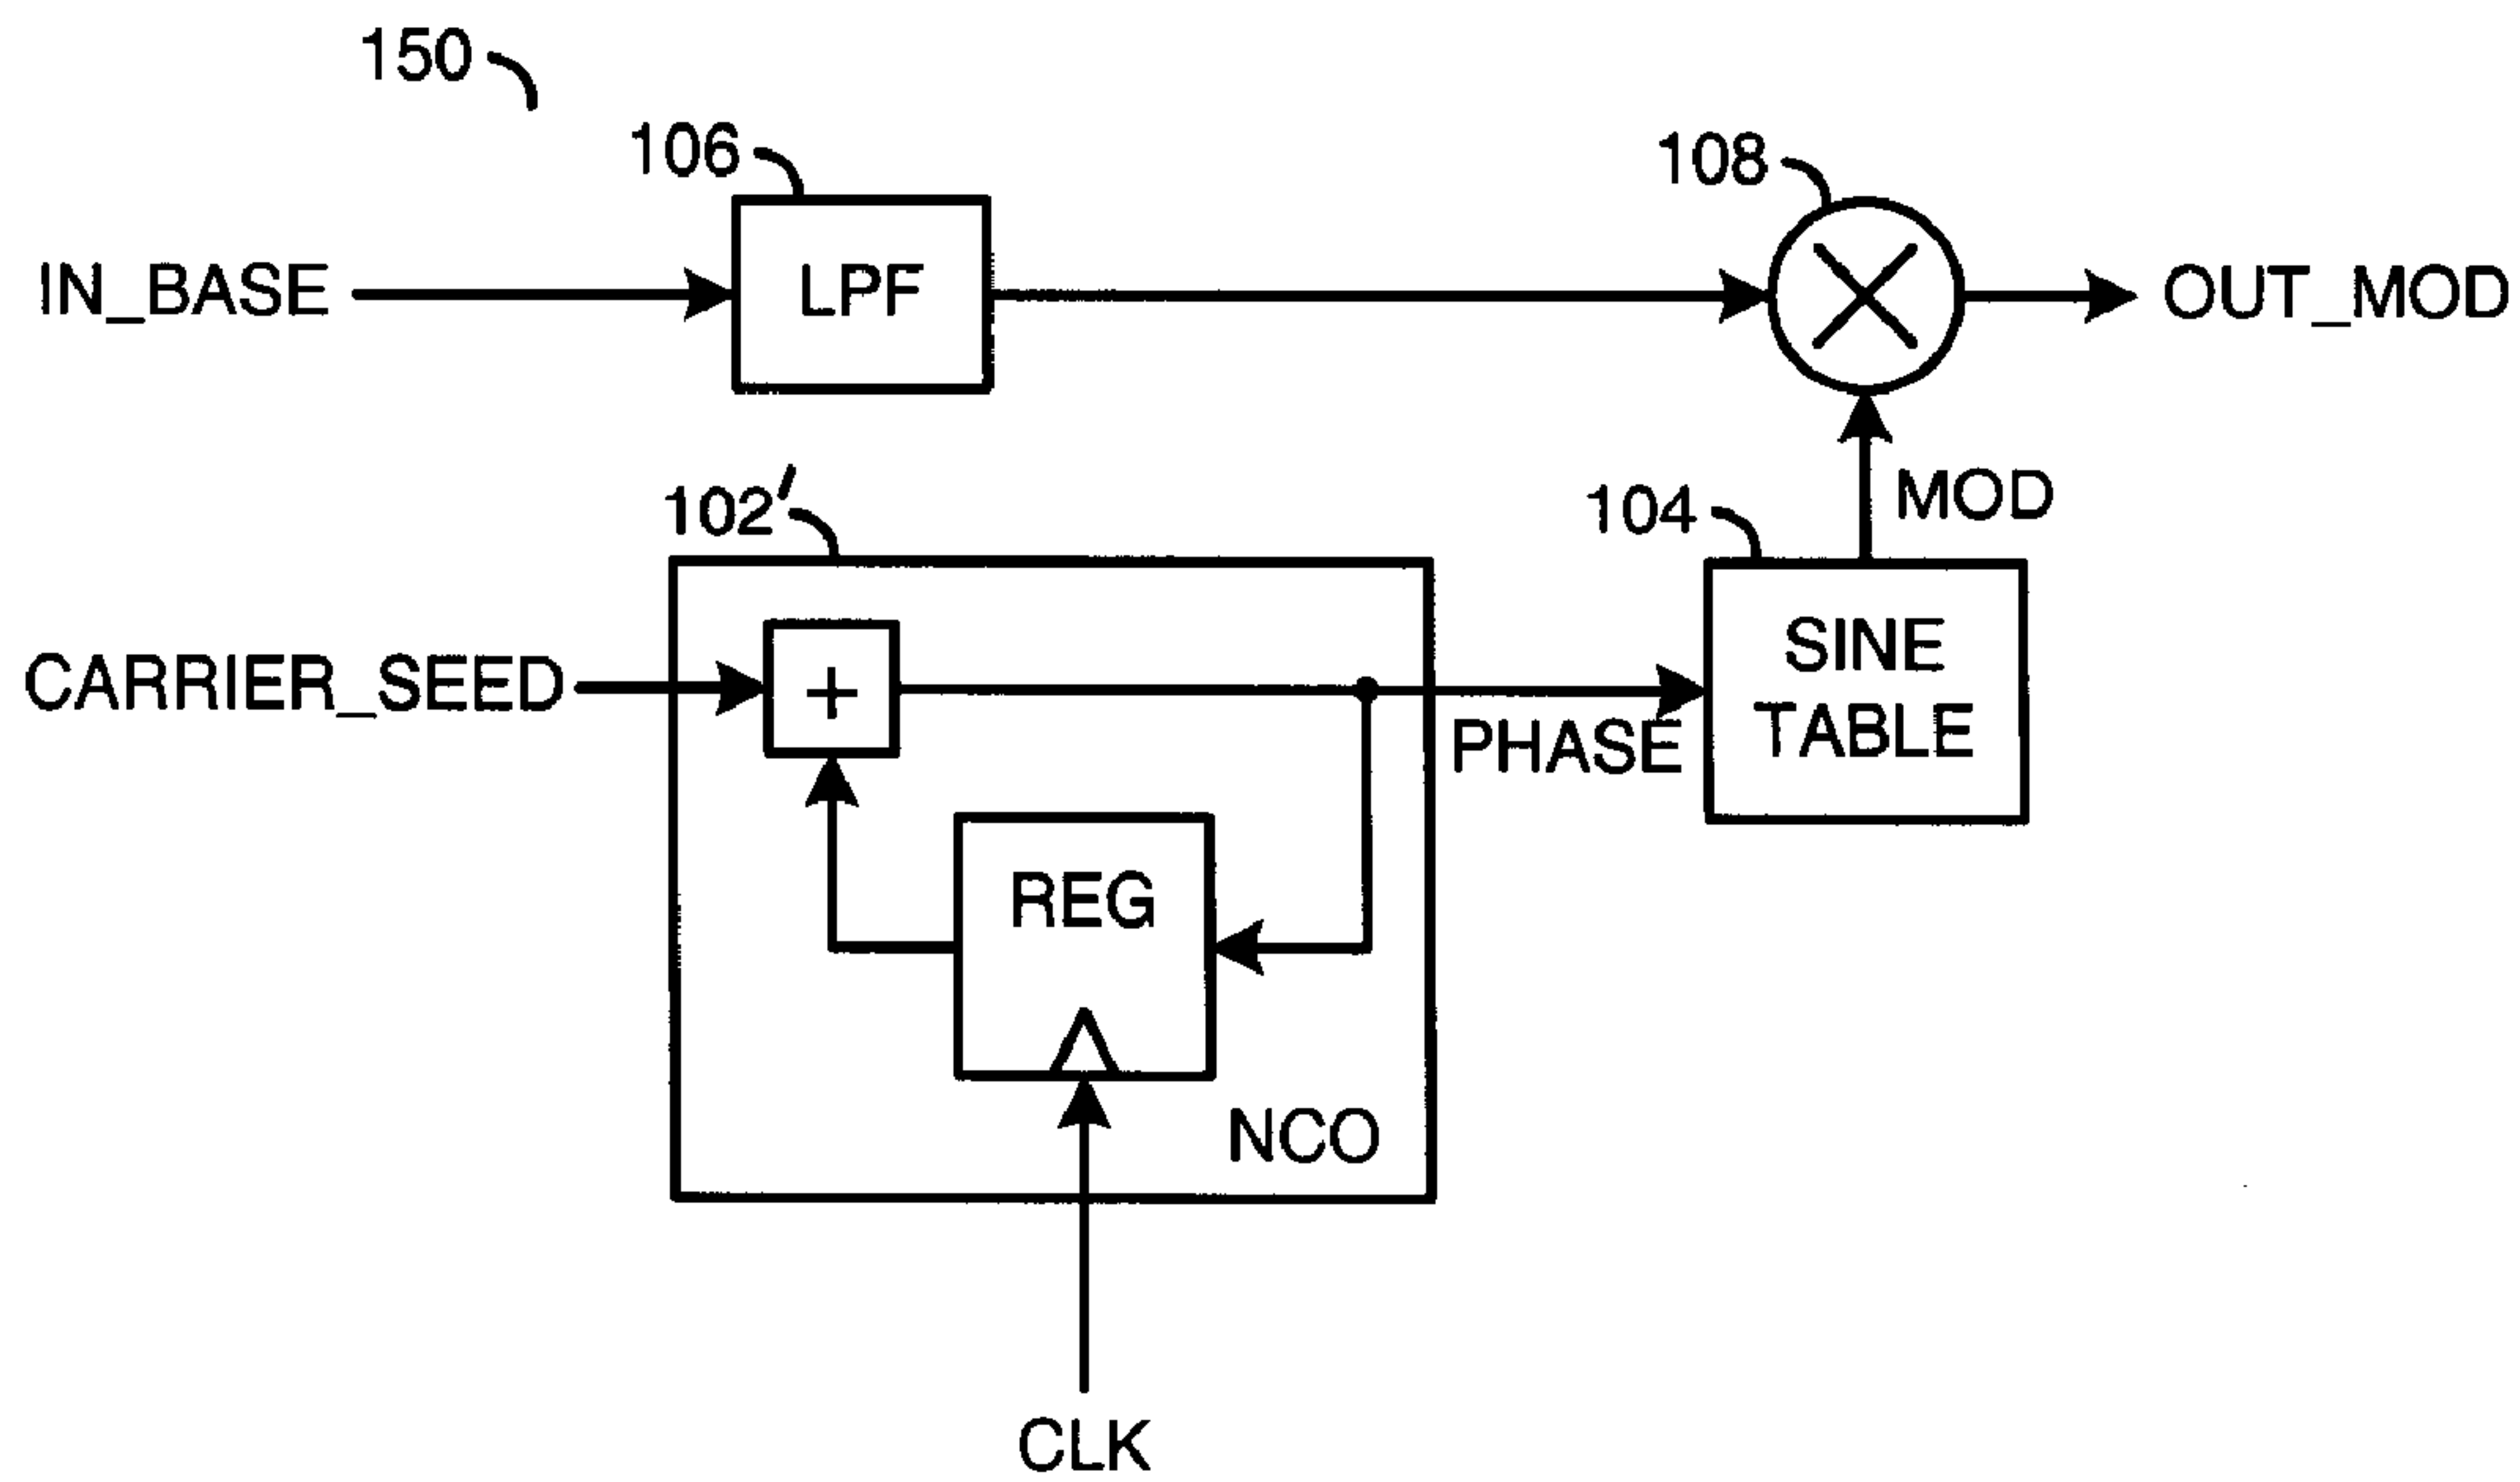 150
106
108
IN_BASE
LPF
OUT_MOD
102'
104
MOD
CARRIER_SEED
+
PHASE
SINE
TABLE
REG
NCO
CLK